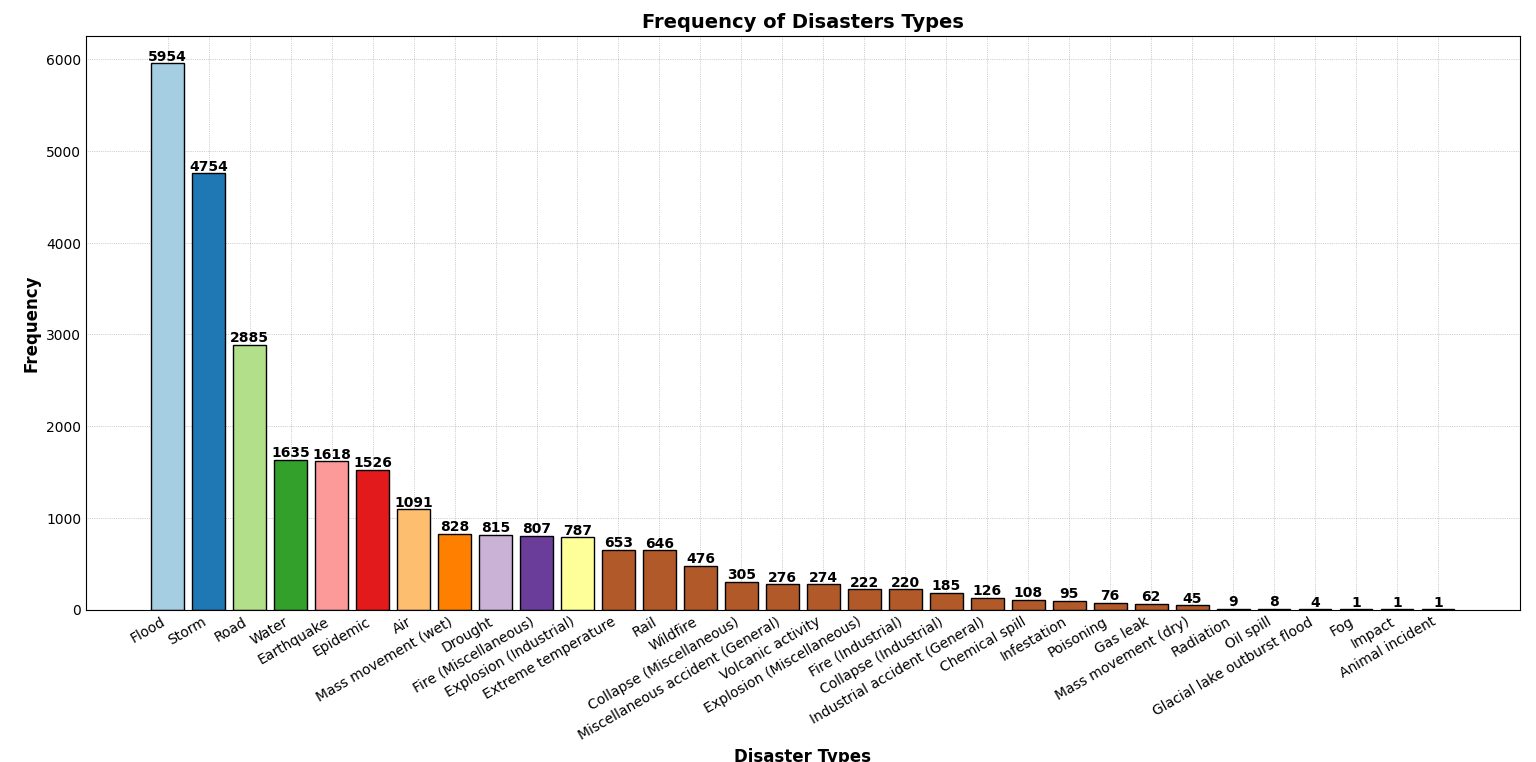 Frequency of Disasters Types
Frequency
6000
5000
4000
3000
2000
1000
0
5954
4754
2885
1635
1618
1526
1091
828
815
807
787
653
646
476
305
276
274
222
220
185
126
108
95
76
62
45
9
8
4
1
1
1
Flood
Storm
Road
Water
Earthquake
Epidemic
Air
Mass movement (wet)
Drought
Fire (Miscellaneous)
Explosion (Industrial)
Extreme temperature
Rail
Wildfire
Collapse (Miscellaneous)
Miscellaneous accident (General)
Volcanic activity
Explosion (Miscellaneous)
Fire (Industrial)
Collapse (Industrial)
Industrial accident (General)
Chemical spill
Infestation
Poisoning
Gas leak
Mass movement (dry)
Radiation
Oil spill
Glacial lake outburst flood
Fog
Impact
Animal incident
Disaster Types